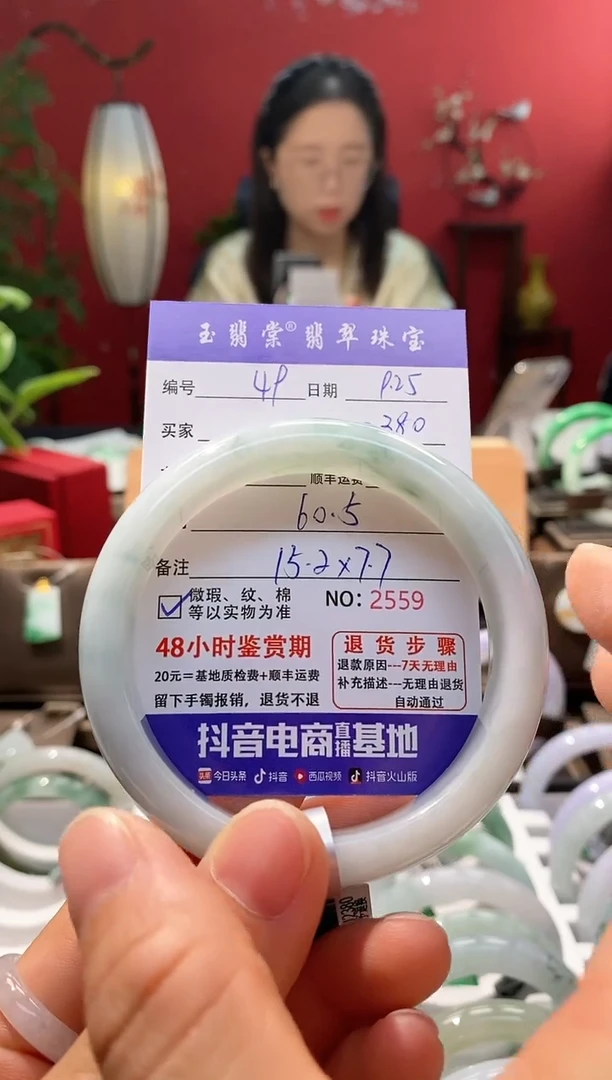 玉翡棠®翡翠珠宝
编号 49 日期 9.25
买家 -280
顺丰运费
60.5
备注 15.2x7.7
微瑕、纹、棉
等以实物为准
NO: 2559
48小时鉴赏期
20元=基地质检费+顺丰运费
留下手镯报销，退货不退
退货步骤
退款原因---7天无理由
补充描述---无理由退货
自动通过
抖音电商直播基地
头条 今日头条 抖音 西瓜视频 抖音火山版